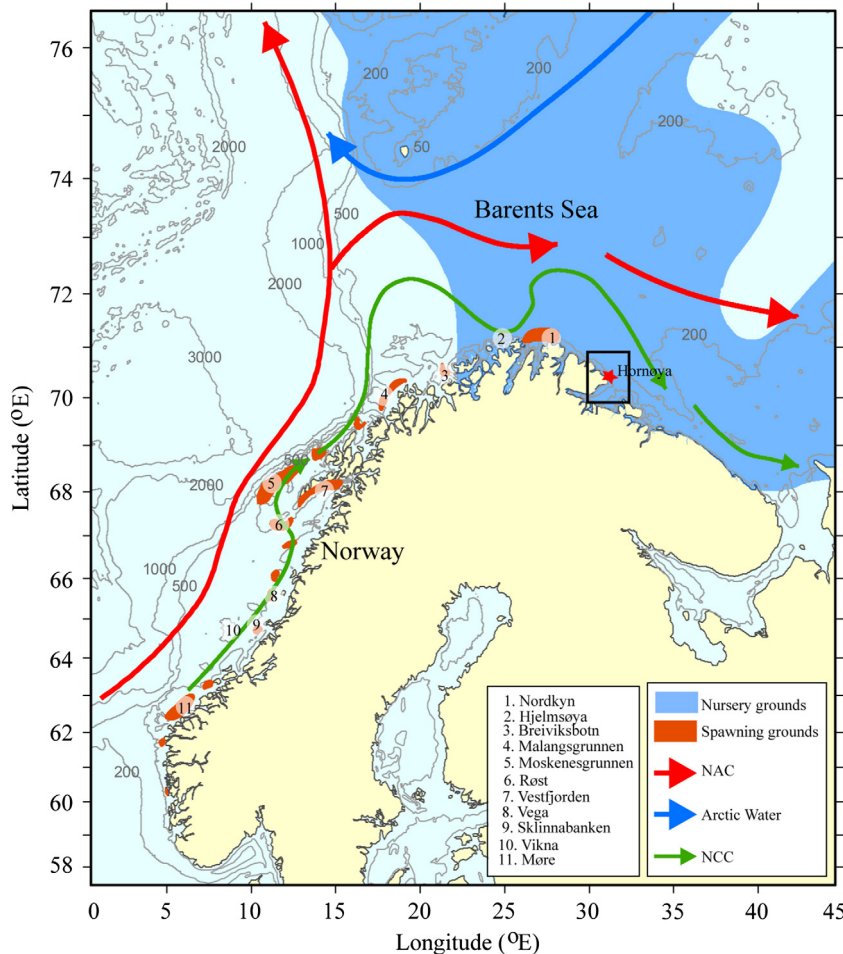 76
74
72
70
68
66
64
62
60
58
Latitude (ºE)
0
5
10
15
20
25
30
35
40
45
Longitude (ºE)
200
200
2000
50
200
500
1000
2000
3000
200
500
2000
1000
500
200
Barents Sea
Hornøya
Norway
1
2
3
4
5
6
7
8
9
10
11
1. Nordkyn
2. Hjelmsøya
3. Breiviksbotn
4. Malangsgrunnen
5. Moskenesgrunnen
6. Røst
7. Vestfjorden
8. Vega
9. Sklinnabanken
10. Vikna
11. Møre
Nursery grounds
Spawning grounds
NAC
Arctic Water
NCC